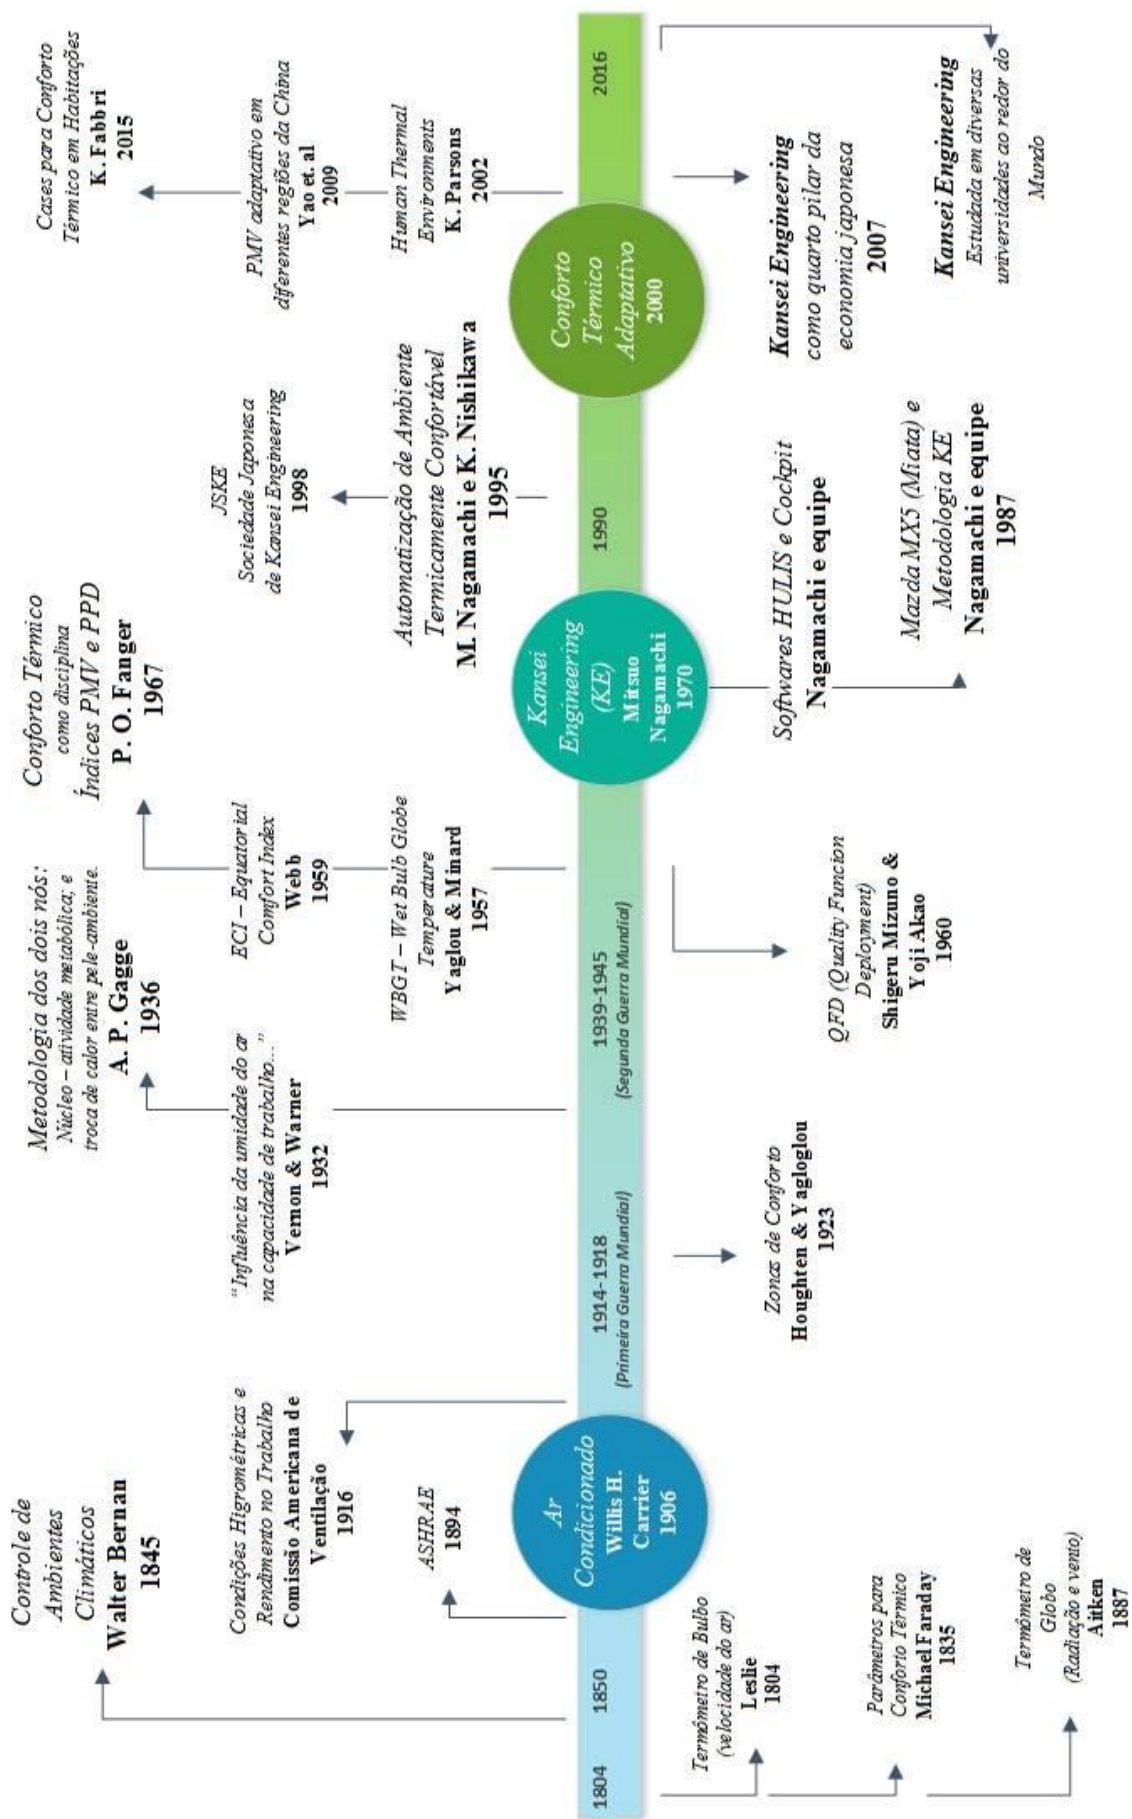 Controle de
Ambientes
Climáticos
Walter Bernan
1845
Condições Higrométricas e
Rendimento no Trabalho
Comissão Americana de
Ventilação
1916
ASHRAE
1894
Metodologia dos dois nós:
Núcleo – atividade metabólica; e
troca de calor entre pele-ambiente.
A. P. Gagge
1936
“Influência da umidade do ar
na capacidade de trabalho...”
Vernon & Warner
1932
Conforto Térmico
como disciplina
Índices PMV e PPD
P. O. Fanger
1967
ECI – Equatorial
Comfort Index
Webb
1959
WBGT – Wet Bulb Globe
Temperature
Yaglou & Minard
1957
JSKE
Sociedade Japonesa
de Kansei Engineering
1998
Automatização de Ambiente
Termicamente Confortável
M. Nagamachi e K. Nishikawa
1995
Cases para Conforto
Térmico em Habitações
K. Fabbri
2015
PMV adaptativo em
diferentes regiões da China
Yao et. al
2009
Human Thermal
Environments
K. Parsons
2002
1804
1850
Ar
Condicionado
Willis H.
Carrier
1906
1914-1918
(Primeira Guerra Mundial)
1939-1945
(Segunda Guerra Mundial)
Kansei
Engineering
(KE)
Mitsuo
Nagamachi
1970
1990
Conforto
Térmico
Adaptativo
2000
2016
Termômetro de Bulbo
(velocidade do ar)
Leslie
1804
Parâmetros para
Conforto Térmico
Michael Faraday
1835
Termômetro de
Globo
(Radiação e vento)
Aitken
1887
Zonas de Conforto
Houghten & Yagloglou
1923
QFD (Quality Funcion
Deployment)
Shigeru Mizuno &
Yoji Akao
1960
Softwares HULIS e Cockpit
Nagamachi e equipe
Mazda MX5 (Miata) e
Metodologia KE
Nagamachi e equipe
1987
Kansei Engineering
como quarto pilar da
economia japonesa
2007
Kansei Engineering
Estudada em diversas
universidades ao redor do
Mundo